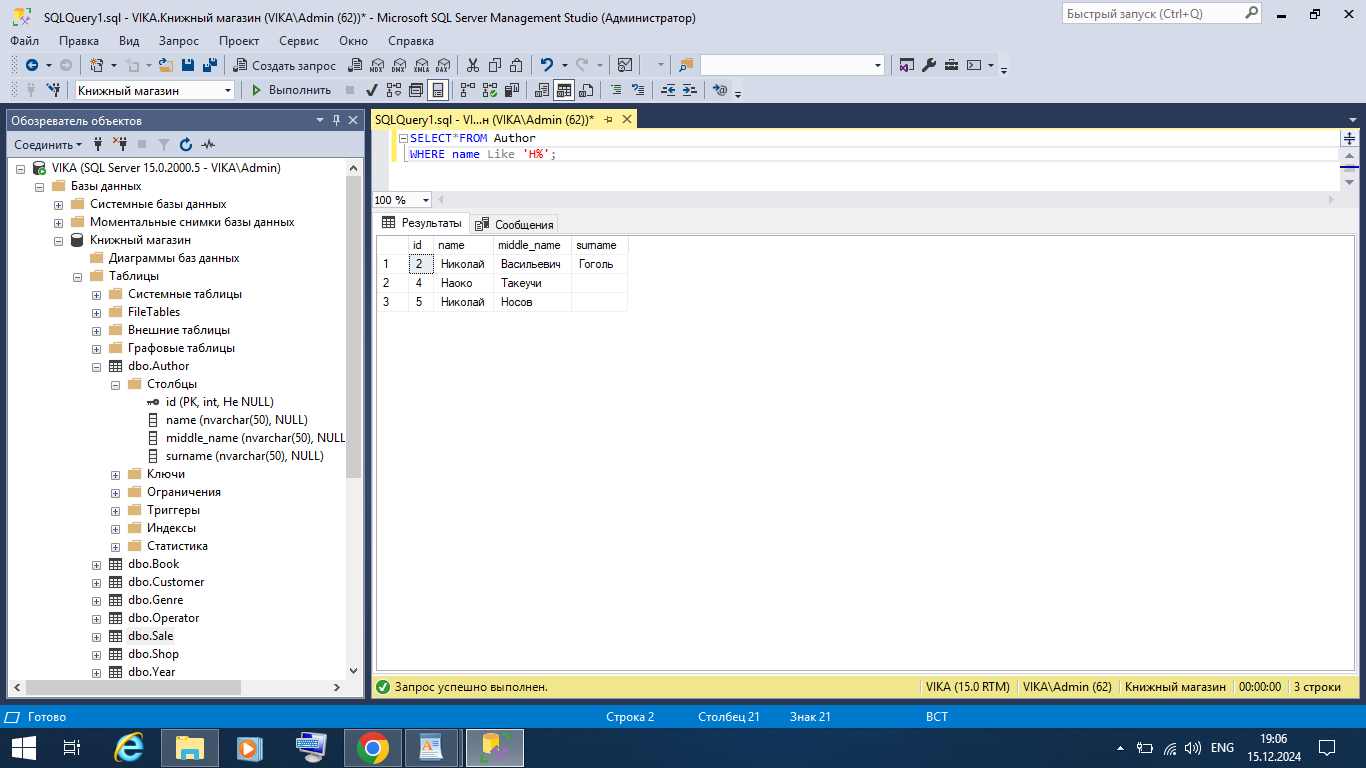 SQLQuery1.sql - VIKA.Книжный магазин (VIKA\Admin (62))* - Microsoft SQL Server Management Studio (Администратор)
Быстрый запуск (Ctrl+Q)
Файл Правка Вид Запрос Проект Сервис Окно Справка
Создать запрос MDX DMX XMLA DAX
Книжный магазин Выполнить
Обозреватель объектов
Соединить
VIKA (SQL Server 15.0.2000.5 - VIKA\Admin)
Базы данных
Системные базы данных
Моментальные снимки базы данных
Книжный магазин
Диаграммы баз данных
Таблицы
Системные таблицы
FileTables
Внешние таблицы
Графовые таблицы
dbo.Author
Столбцы
id (PK, int, Не NULL)
name (nvarchar(50), NULL)
middle_name (nvarchar(50), NULL
surname (nvarchar(50), NULL)
Ключи
Ограничения
Триггеры
Индексы
Статистика
dbo.Book
dbo.Customer
dbo.Genre
dbo.Operator
dbo.Sale
dbo.Shop
dbo.Year
SQLQuery1.sql - VI...н (VIKA\Admin (62))*
SELECT*FROM Author
WHERE name Like 'Н%';
100 %
Результаты Сообщения
id name middle_name surname
1 2 Николай Васильевич Гоголь
2 4 Наоко Такеучи
3 5 Николай Носов
Запрос успешно выполнен. VIKA (15.0 RTM) VIKA\Admin (62) Книжный магазин 00:00:00 3 строки
Готово Строка 2 Столбец 21 Знак 21 ВСТ
ENG 19:06
15.12.2024